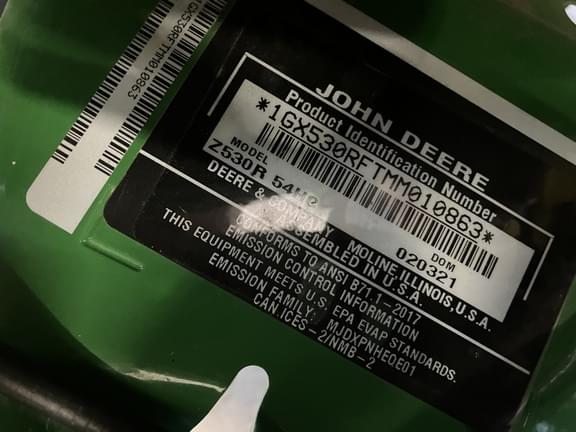 1GX530RFTMM010863
JOHN DEERE
Product Identification Number
*1GX530RFTMM010863*
MODEL DOM
Z530R 54HC 020321
DEERE & COMPANY MOLINE ILLINOIS, U.S.A.
ASSEMBLED IN U.S.A.
CONFORMS TO ANSI B71.1-2017
EMISSION CONTROL INFORMATION
THIS EQUIPMENT MEETS U.S. EPA EVAP STANDARDS.
EMISSION FAMILY: MJDXPNHEQE01
CAN ICES-2/NMB-2